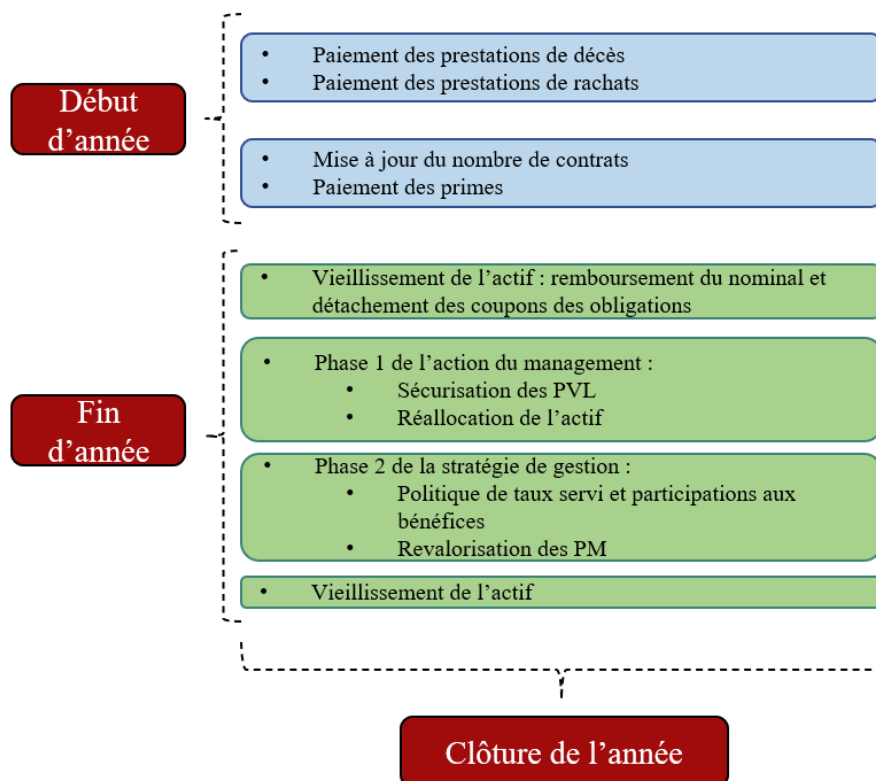 Début
d’année
• Paiement des prestations de décès
• Paiement des prestations de rachats
• Mise à jour du nombre de contrats
• Paiement des primes
Fin
d’année
• Vieillissement de l’actif : remboursement du nominal et
détachement des coupons des obligations
• Phase 1 de l’action du management :
• Sécurisation des PVL
• Réallocation de l’actif
• Phase 2 de la stratégie de gestion :
• Politique de taux servi et participations aux
bénéfices
• Revalorisation des PM
• Vieillissement de l’actif
Clôture de l’année